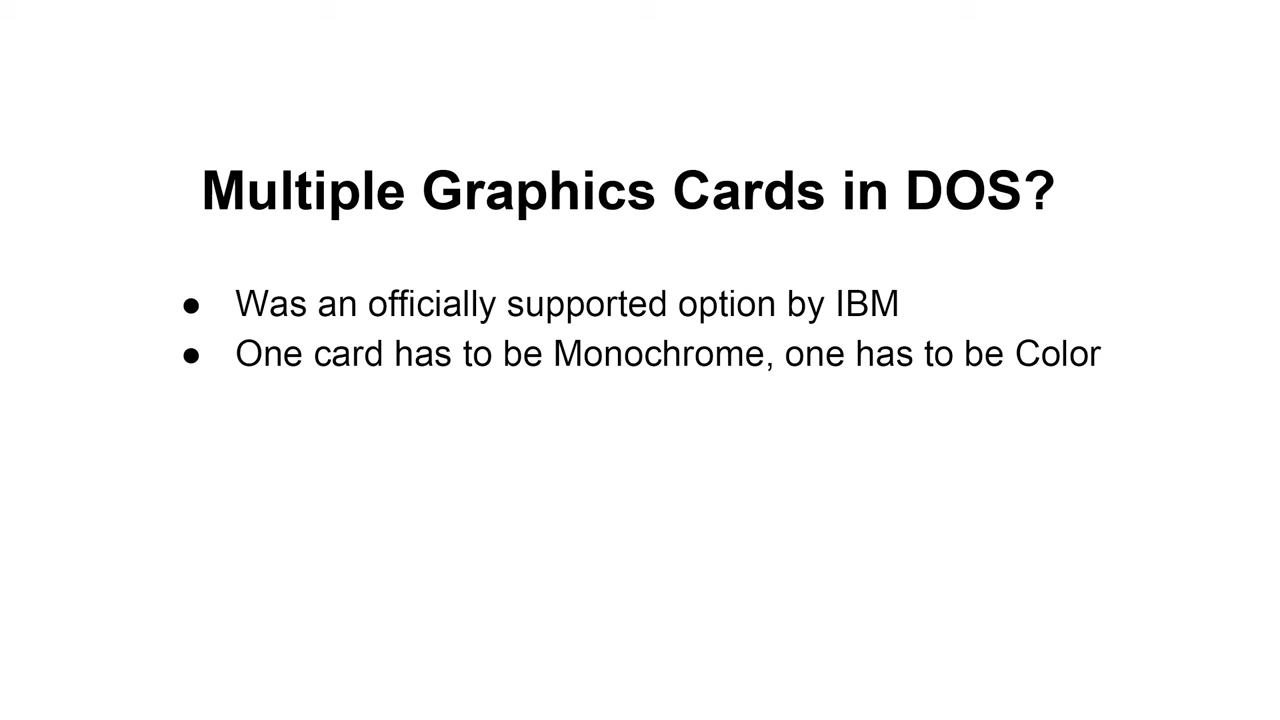 Multiple Graphics Cards in DOS?
● Was an officially supported option by IBM
● One card has to be Monochrome, one has to be Color